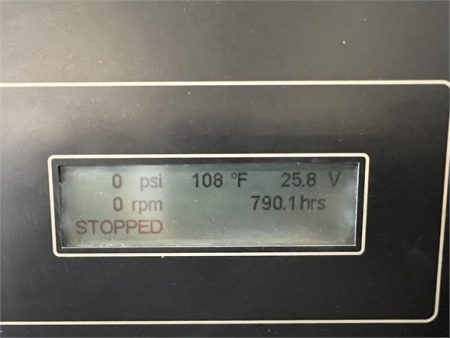 0 psi 108 °F 25.8 V
0 rpm 790.1 hrs
STOPPED